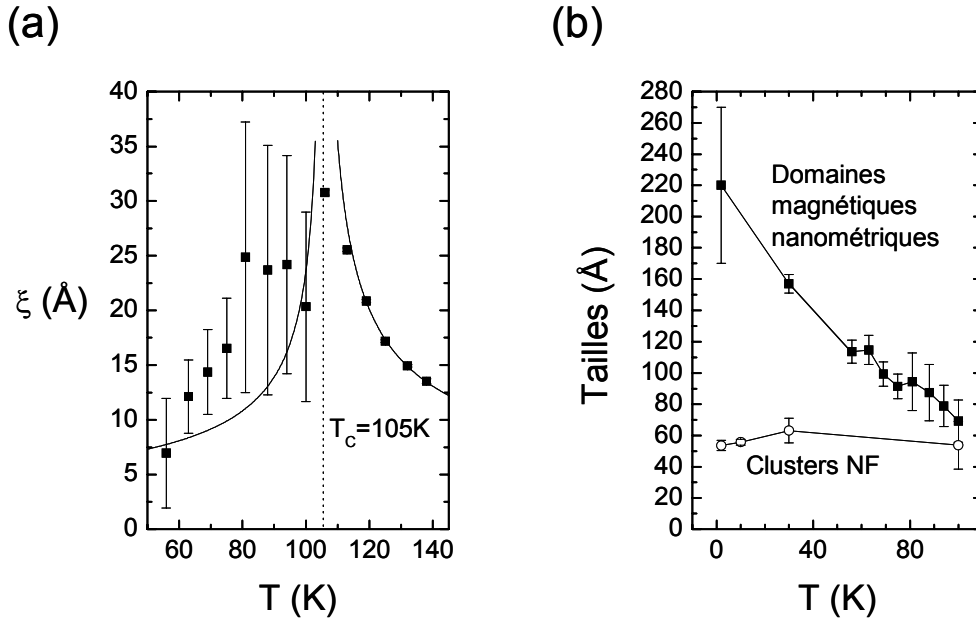 (a)
(b)
40
35
30
25
20
15
10
5
0
ξ (Å)
T_C=105K
60 80 100 120 140
T (K)
280
260
240
220
200
180
160
140
120
100
80
60
40
20
0
Tailles (Å)
Domaines
magnétiques
nanométriques
Clusters NF
0 40 80
T (K)